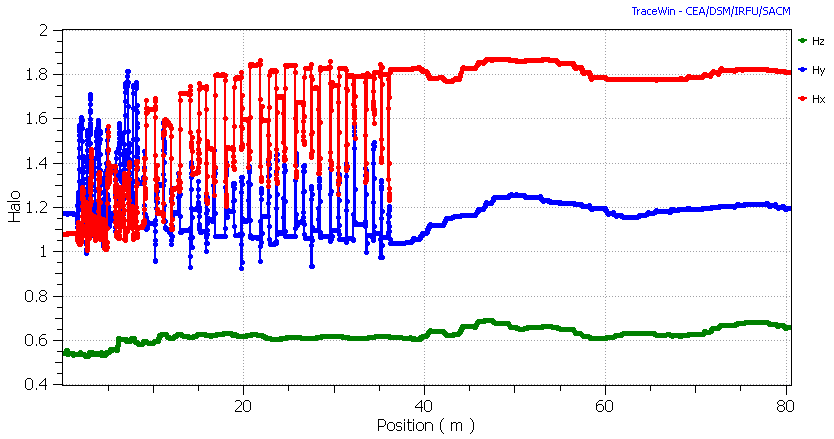 TraceWin - CEA/DSM/IRFU/SACM
2
1.8
1.6
1.4
1.2
1
0.8
0.6
0.4
Halo
Hz
Hy
Hx
20 40 60 80
Position ( m )